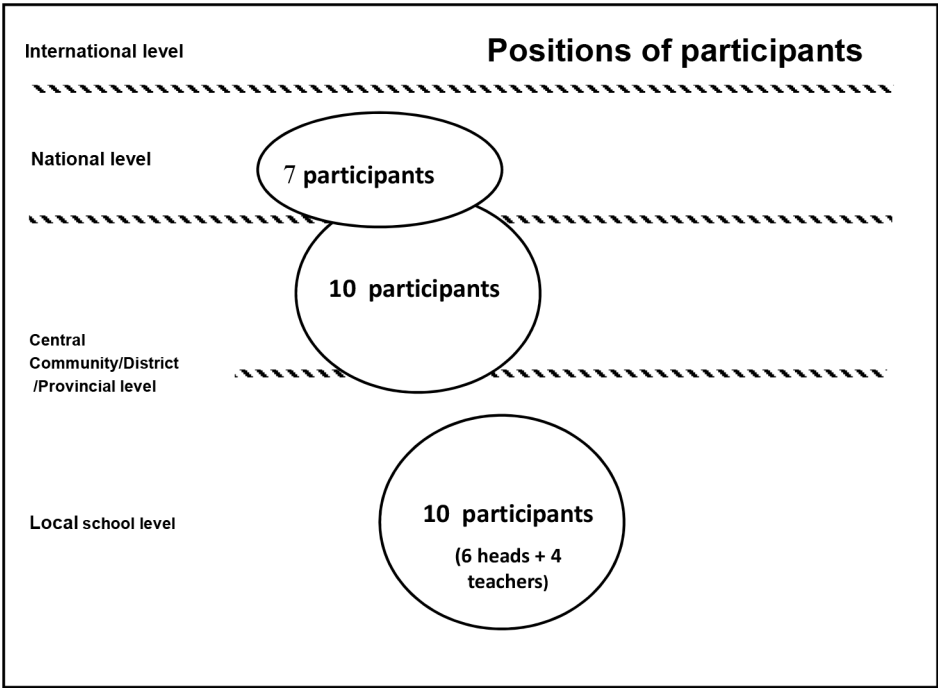 International level
Positions of participants
National level
7 participants
10 participants
Central
Community/District
/Provincial level
Local school level
10 participants
(6 heads + 4
teachers)